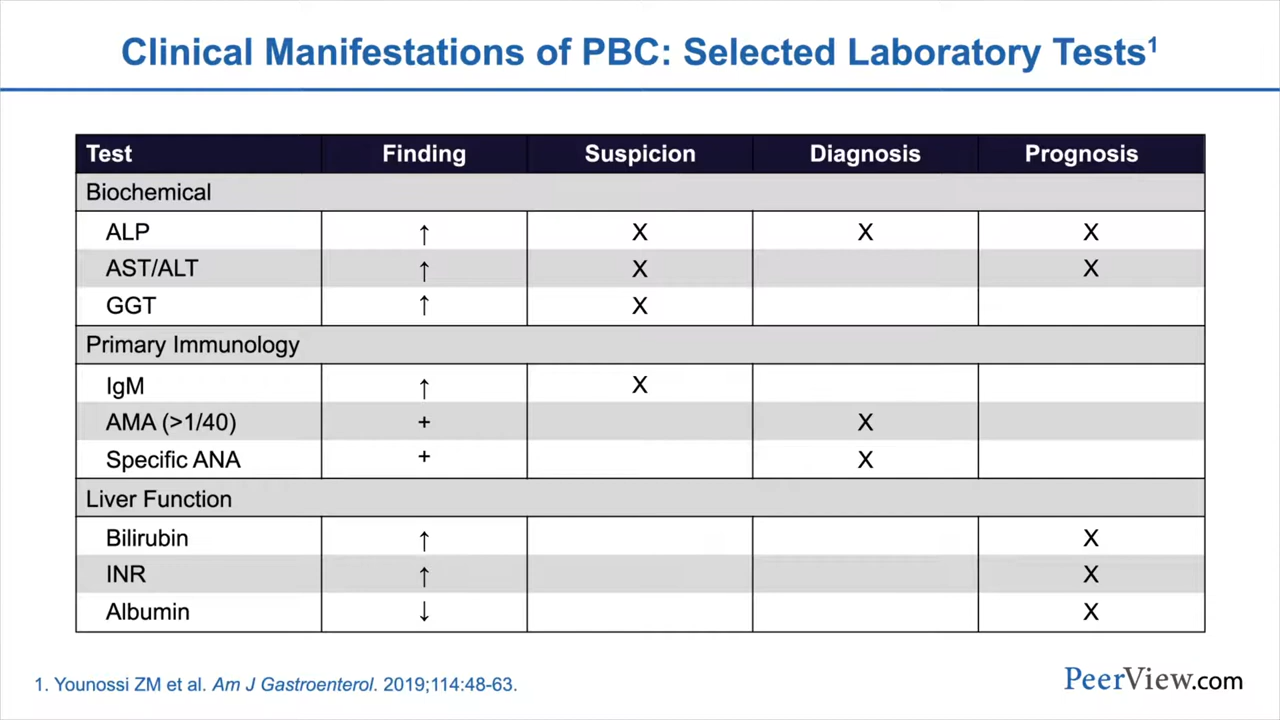 Clinical Manifestations of PBC: Selected Laboratory Tests¹
Test Finding Suspicion Diagnosis Prognosis
Biochemical
ALP ↑ X X X
AST/ALT ↑ X X
GGT ↑ X
Primary Immunology
IgM ↑ X
AMA (>1/40) + X
Specific ANA + X
Liver Function
Bilirubin ↑ X
INR ↑ X
Albumin ↓ X
1. Younossi ZM et al. Am J Gastroenterol. 2019;114:48-63.
PeerView.com